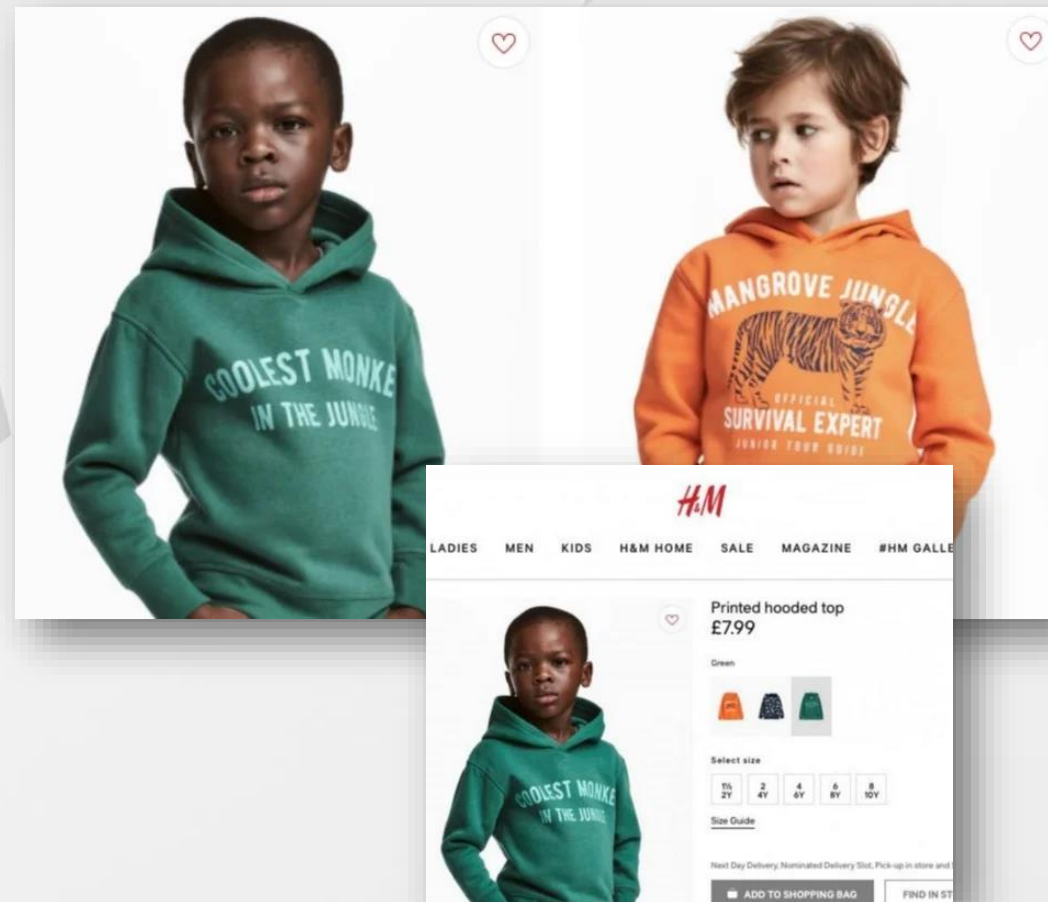 COOLEST MONKE
IN THE JUNGLE
MANGROVE JUNGLE
OFFICIAL
SURVIVAL EXPERT
JUNIOR TOUR GUIDE
H&M
LADIES MEN KIDS H&M HOME SALE MAGAZINE #HM GALLE
Printed hooded top
£7.99
Green
Select size
1½ 2 4 6 8
2Y 4Y 6Y 8Y 10Y
Size Guide
Next Day Delivery, Nominated Delivery Slot, Pick-up in store and
ADD TO SHOPPING BAG FIND IN ST
COOLEST MONKE
IN THE JUNGLE